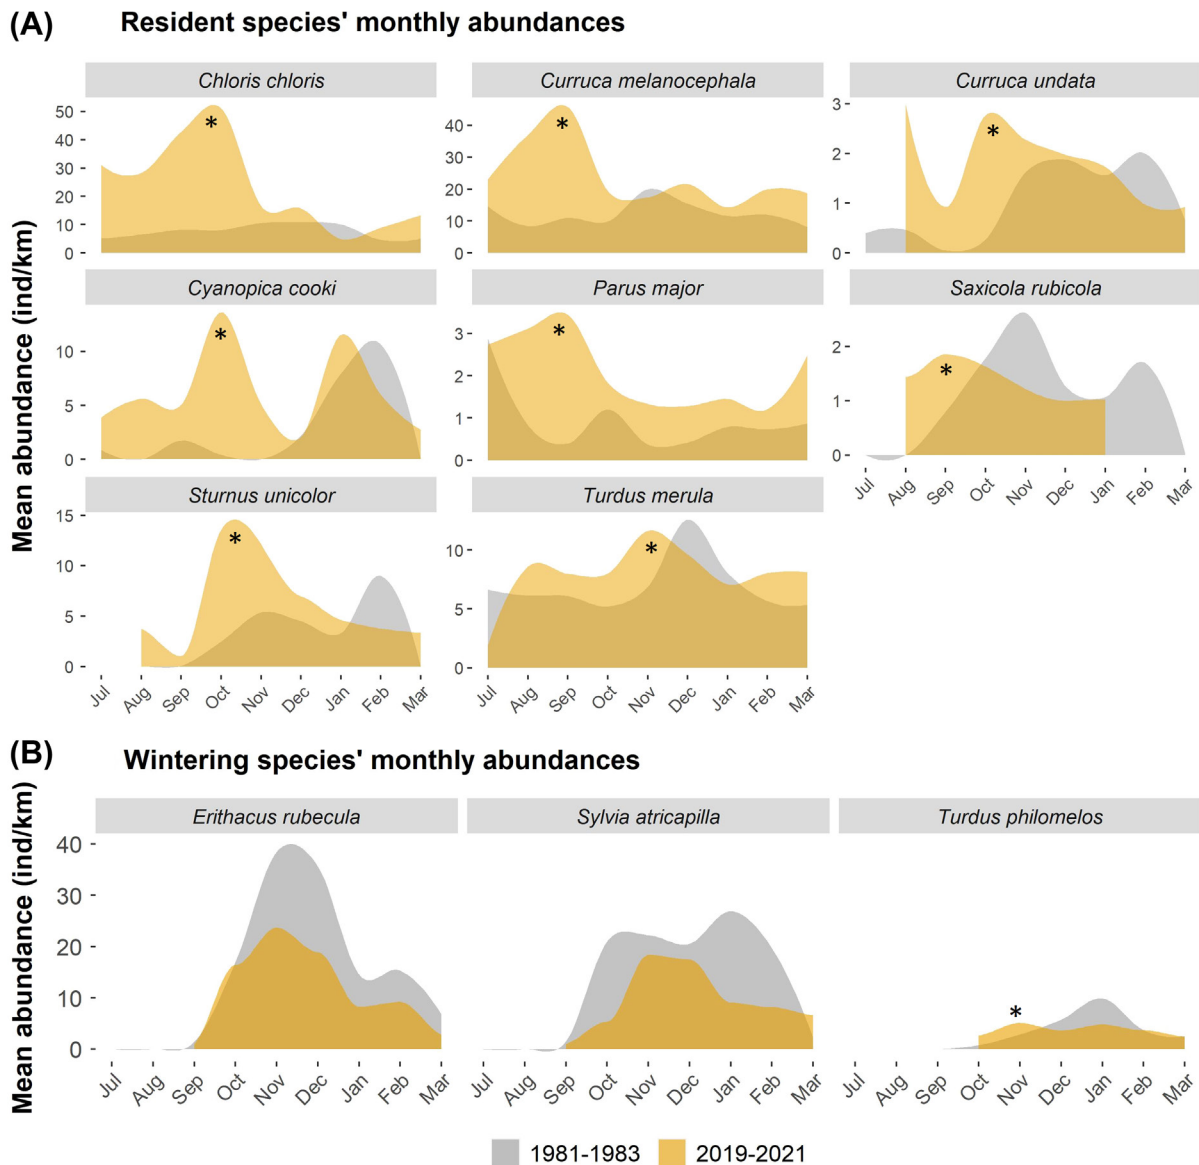 (A) Resident species' monthly abundances
Chloris chloris
Curruca melanocephala
Curruca undata
50
40
30
20
10
0
40
30
20
10
0
3
2
1
0
Cyanopica cooki
Parus major
Saxicola rubicola
10
5
0
3
2
1
0
2
1
0
Jul Aug Sep Oct Nov Dec Jan Feb Mar
Sturnus unicolor
Turdus merula
15
10
5
0
10
5
0
Jul Aug Sep Oct Nov Dec Jan Feb Mar
Jul Aug Sep Oct Nov Dec Jan Feb Mar
Mean abundance (ind/km)
(B) Wintering species' monthly abundances
Erithacus rubecula
Sylvia atricapilla
Turdus philomelos
40
30
20
10
0
Jul Aug Sep Oct Nov Dec Jan Feb Mar
Jul Aug Sep Oct Nov Dec Jan Feb Mar
Jul Aug Sep Oct Nov Dec Jan Feb Mar
Mean abundance (ind/km)
1981-1983 2019-2021